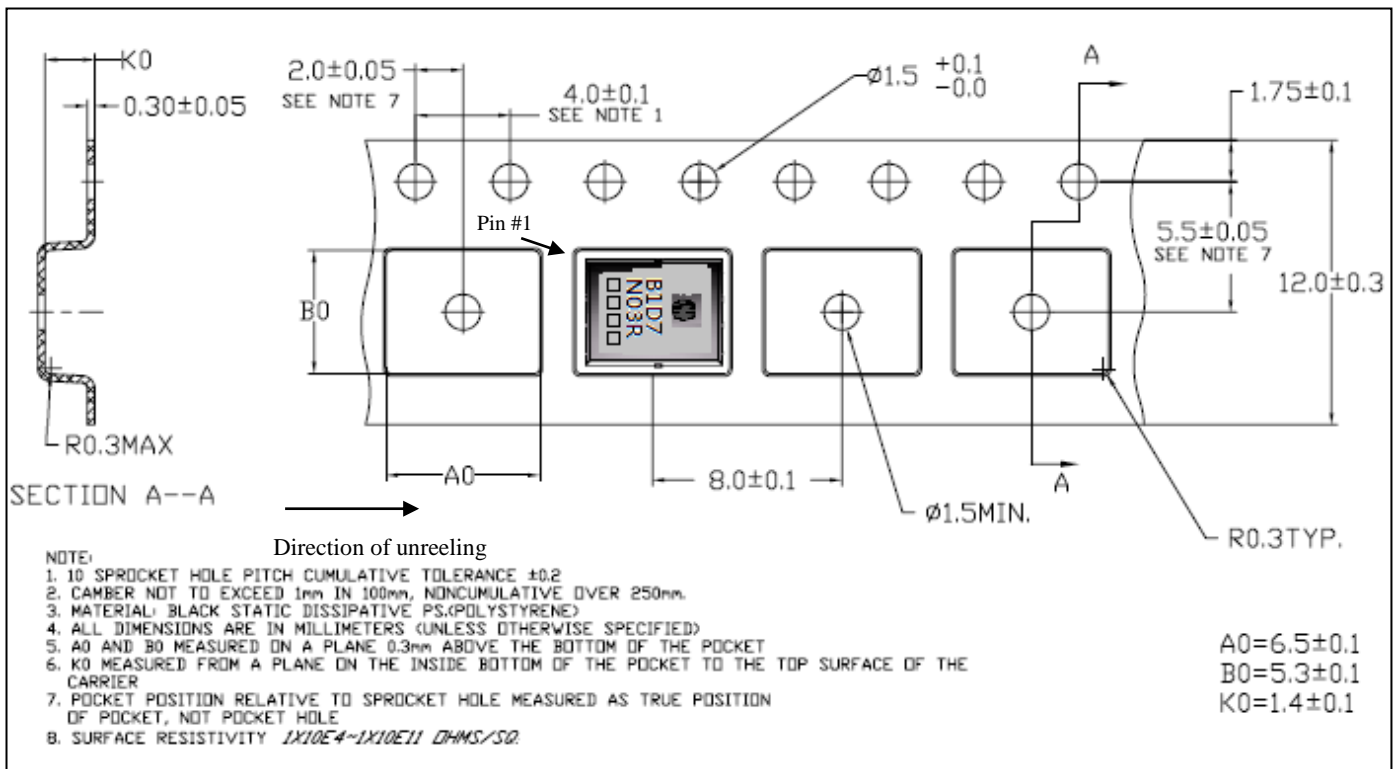 K0
0.30±0.05
2.0±0.05
SEE NOTE 7
4.0±0.1
SEE NOTE 1
Ø1.5 +0.1 -0.0
A
1.75±0.1
Pin #1
5.5±0.05
SEE NOTE 7
12.0±0.3
B0
B1D7
N03R
□□□□
R0.3MAX
A0
8.0±0.1
A
Ø1.5MIN.
R0.3TYP.
SECTION A--A
Direction of unreeling
NOTE:
1. 10 SPROCKET HOLE PITCH CUMULATIVE TOLERANCE ±0.2
2. CAMBER NOT TO EXCEED 1mm IN 100mm, NONCUMULATIVE OVER 250mm.
3. MATERIAL: BLACK STATIC DISSIPATIVE PS.(POLYSTYRENE)
4. ALL DIMENSIONS ARE IN MILLIMETERS (UNLESS OTHERWISE SPECIFIED)
5. A0 AND B0 MEASURED ON A PLANE 0.3mm ABOVE THE BOTTOM OF THE POCKET
6. K0 MEASURED FROM A PLANE ON THE INSIDE BOTTOM OF THE POCKET TO THE TOP SURFACE OF THE
CARRIER
7. POCKET POSITION RELATIVE TO SPROCKET HOLE MEASURED AS TRUE POSITION
OF POCKET, NOT POCKET HOLE
8. SURFACE RESISTIVITY 1X10E4~1X10E11 OHMS/SQ.
A0=6.5±0.1
B0=5.3±0.1
K0=1.4±0.1